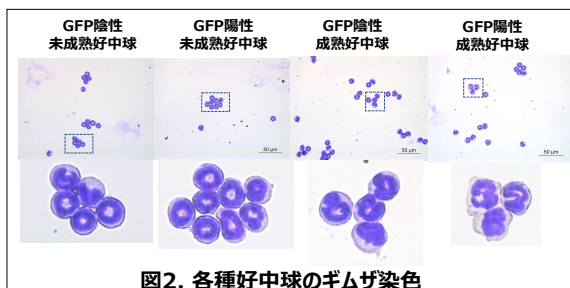 GFP陰性
未成熟好中球
GFP陽性
未成熟好中球
GFP陰性
成熟好中球
GFP陽性
成熟好中球
50 μm
50 μm
50 μm
50 μm
図2. 各種好中球のギムザ染色